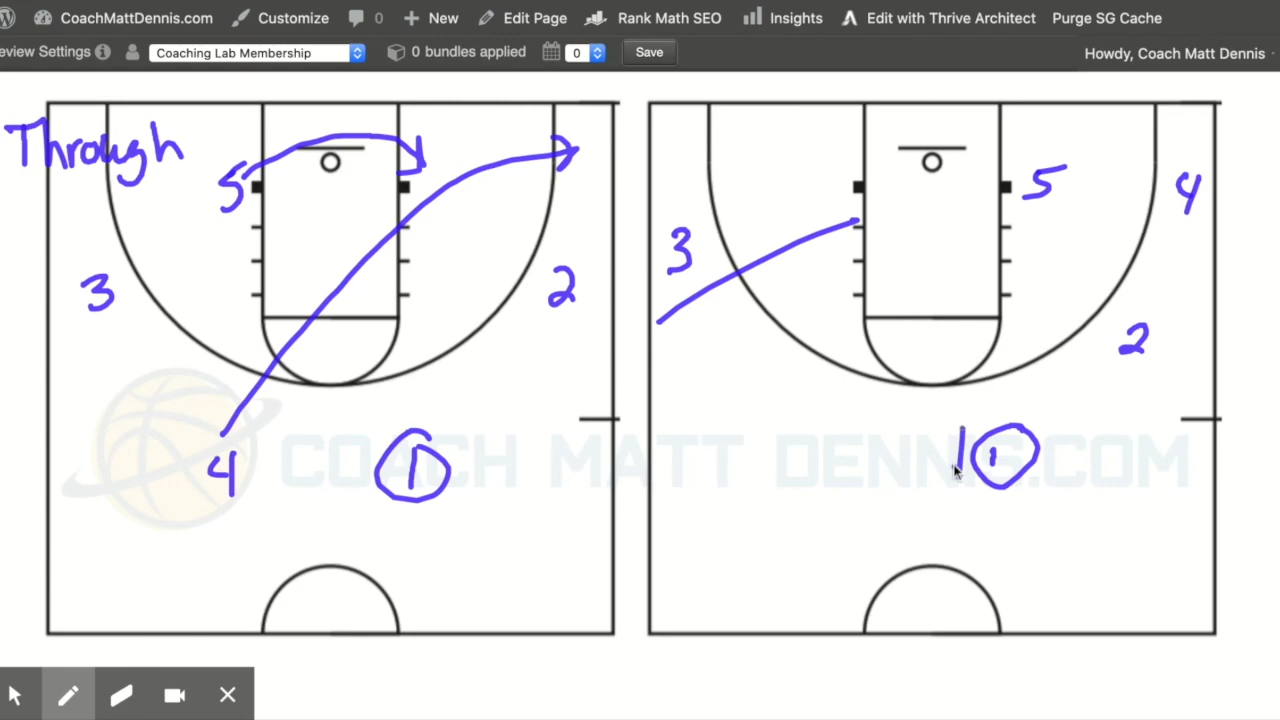 CoachMattDennis.com Customize 0 New Edit Page Rank Math SEO Insights Edit with Thrive Architect Purge SG Cache
eview Settings Coaching Lab Membership 0 bundles applied 0 Save Howdy, Coach Matt Dennis
Through
5
3
2
4
1
5
4
3
2
1
COACH MATT DENNIS.COM